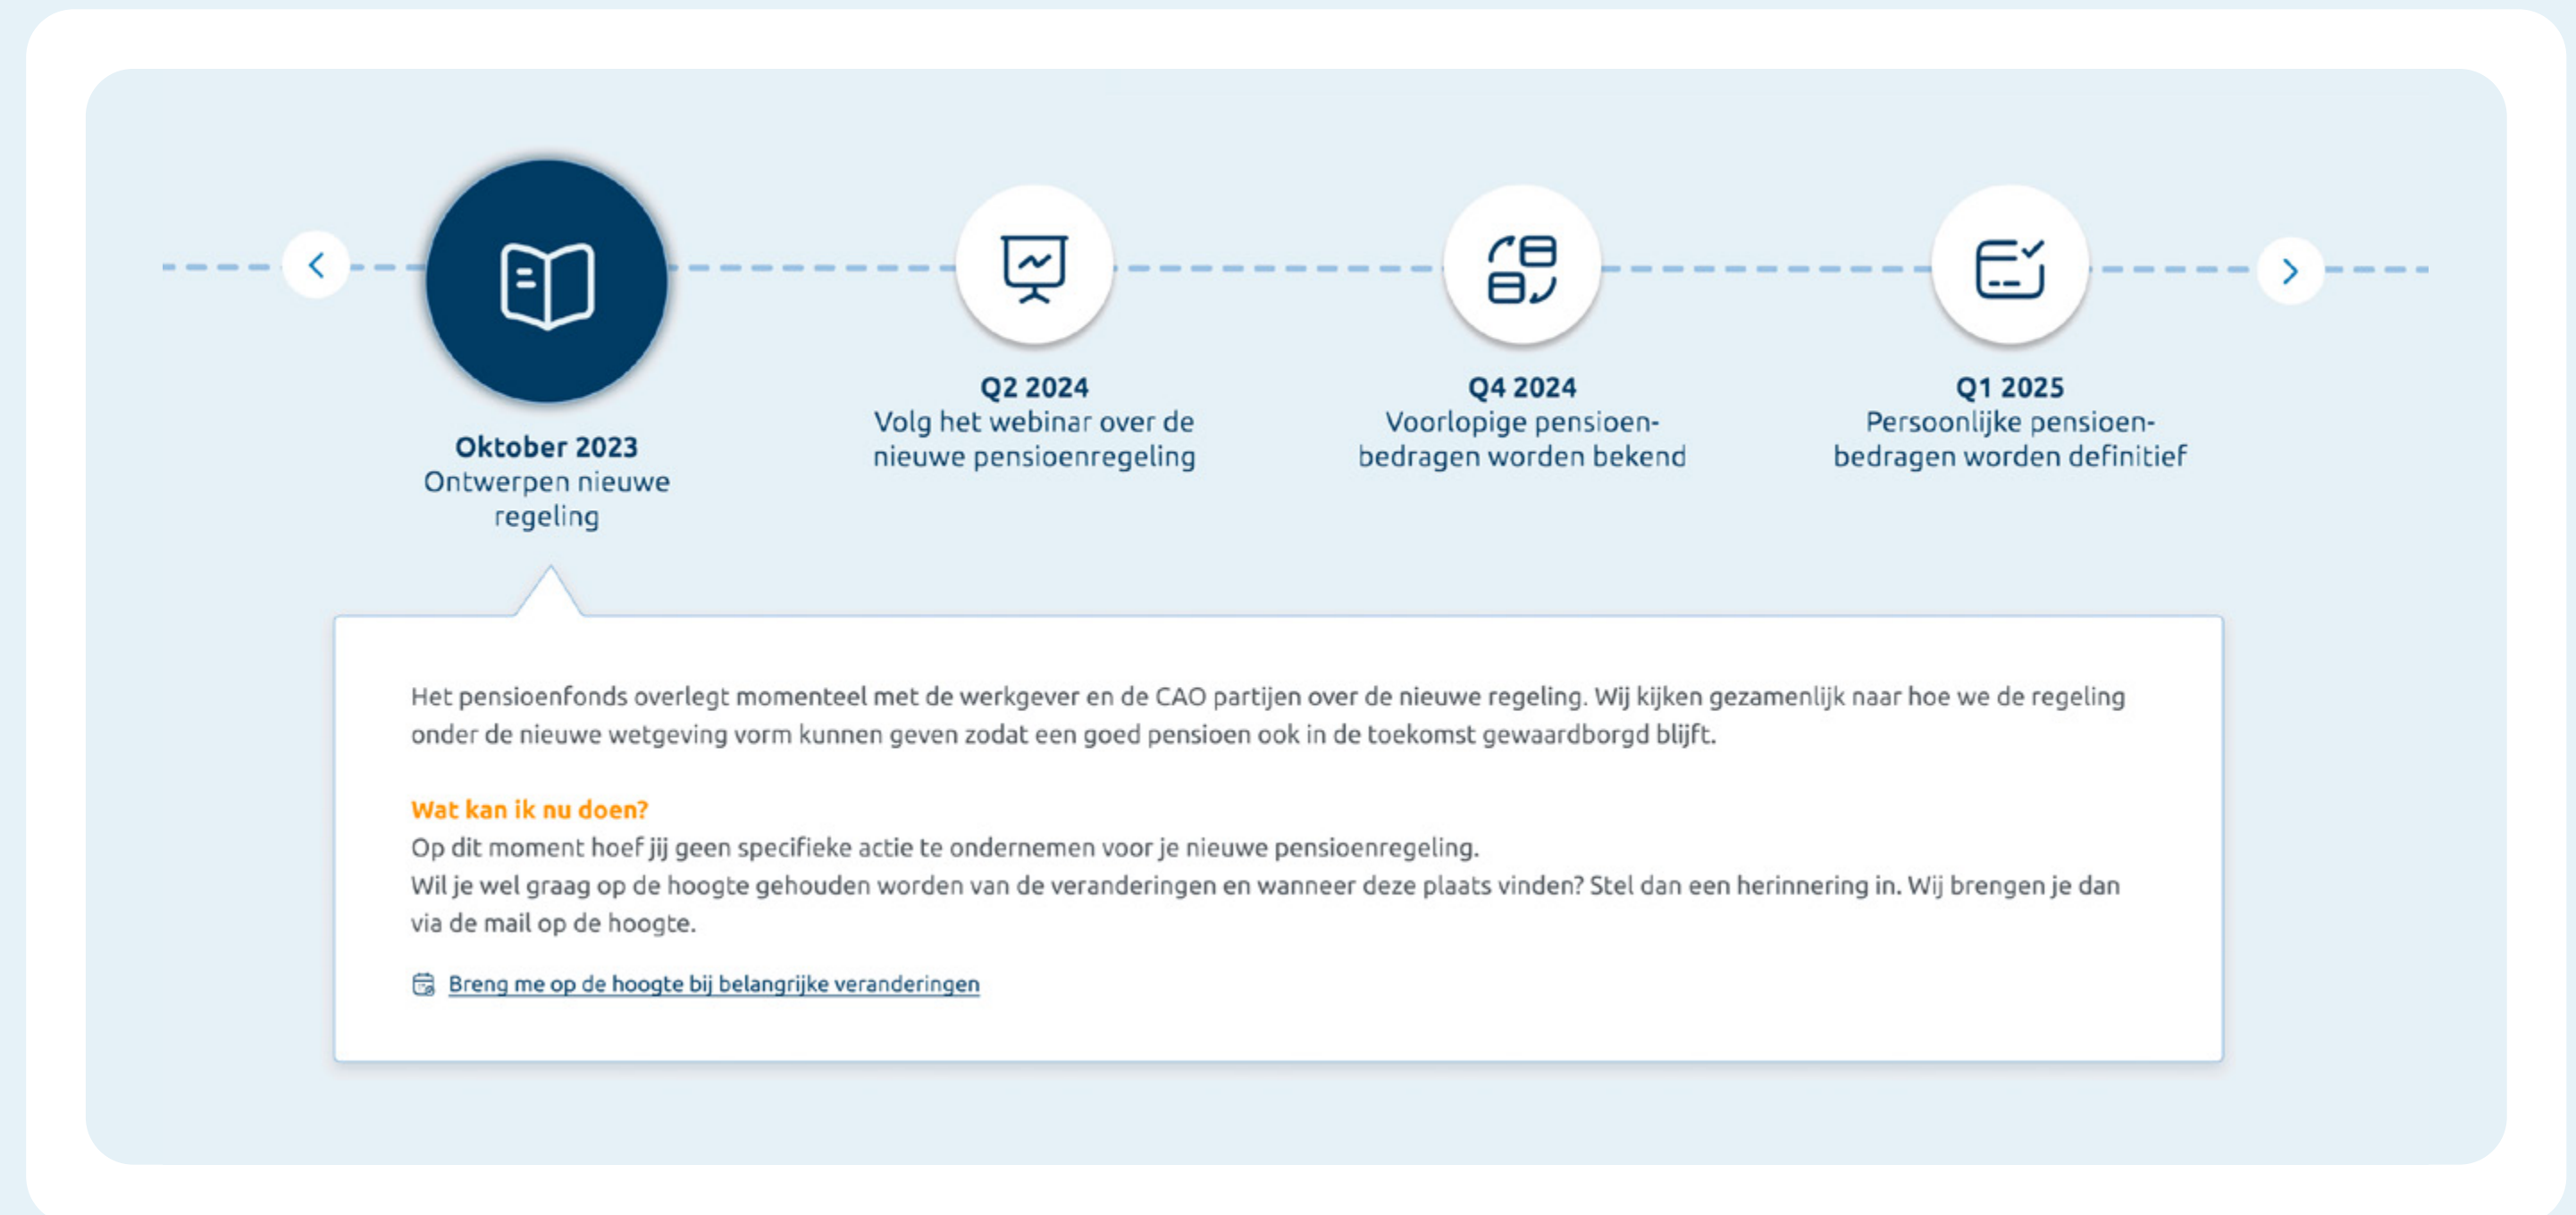 Oktober 2023
Ontwerpen nieuwe
regeling
Q2 2024
Volg het webinar over de
nieuwe pensioenregeling
Q4 2024
Voorlopige pensioen-
bedragen worden bekend
Q1 2025
Persoonlijke pensioen-
bedragen worden definitief
Het pensioenfonds overlegt momenteel met de werkgever en de CAO partijen over de nieuwe regeling. Wij kijken gezamenlijk naar hoe we de regeling
onder de nieuwe wetgeving vorm kunnen geven zodat een goed pensioen ook in de toekomst gewaardborgd blijft.
Wat kan ik nu doen?
Op dit moment hoef jij geen specifieke actie te ondernemen voor je nieuwe pensioenregeling.
Wil je wel graag op de hoogte gehouden worden van de veranderingen en wanneer deze plaats vinden? Stel dan een herinnering in. Wij brengen je dan
via de mail op de hoogte.
Breng me op de hoogte bij belangrijke veranderingen